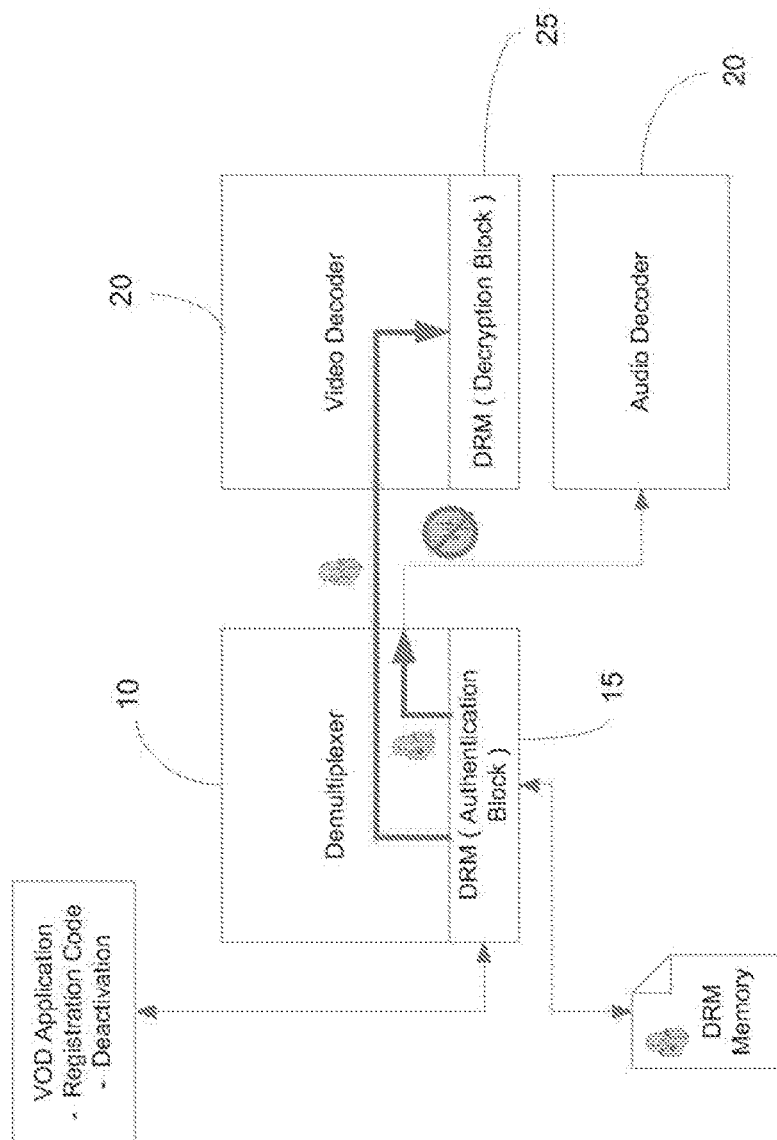 VOD Application
- Registration Code
- Deactivation
10
Demultiplexer
DRM ( Authentication
Block )
15
DRM
Memory
20
Video Decoder
DRM ( Decryption Block )
25
Audio Decoder
20